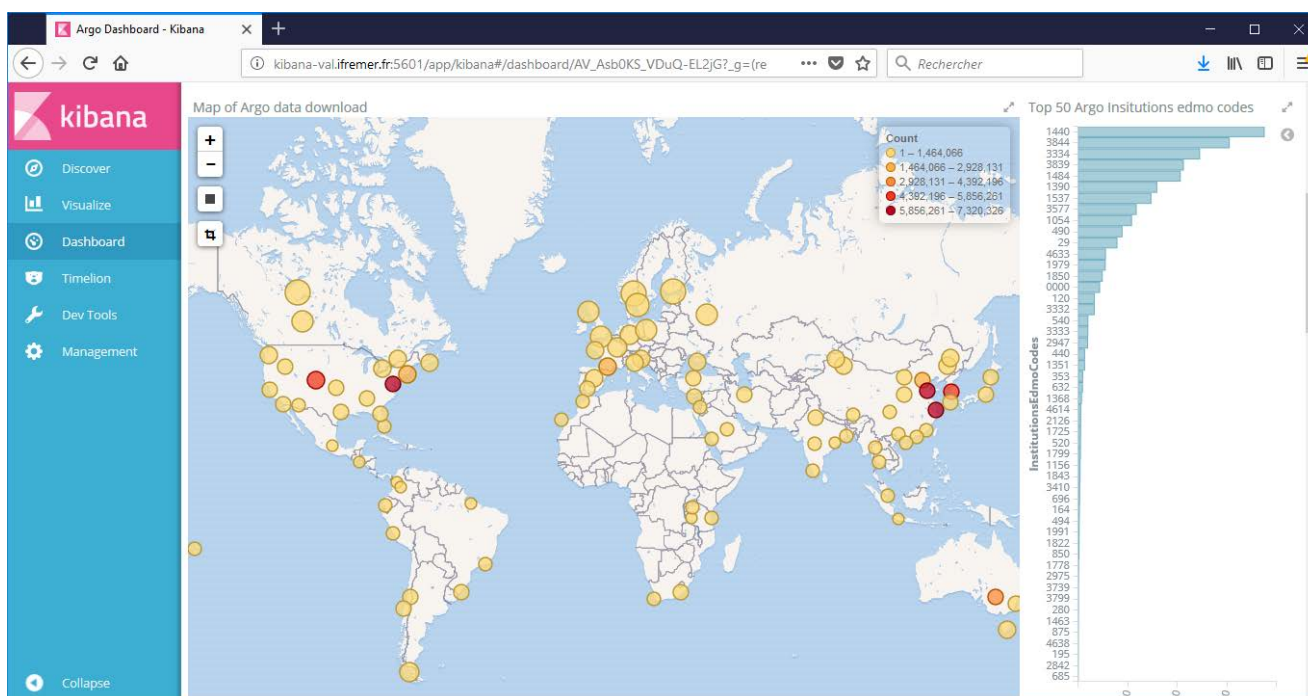 Argo Dashboard - Kibana
kibana-val.ifremer.fr:5601/app/kibana#/dashboard/AV_Asb0KS_VDuQ-EL2jG?_g=(re
Rechercher
kibana
Discover
Visualize
Dashboard
Timelion
Dev Tools
Management
Collapse
Map of Argo data download
+
−
Count
1 – 1,464,066
1,464,066 – 2,928,131
2,928,131 – 4,392,196
4,392,196 – 5,856,261
5,856,261 – 7,320,326
Top 50 Argo Insitutions edmo codes
InstitutionsEdmoCodes
1440
3844
3334
3839
1484
1390
1537
3577
1054
490
29
4633
1979
1850
0000
120
3332
540
3333
2947
440
1351
353
632
1368
4614
2126
1725
520
1799
1156
1843
3410
696
164
494
1991
1822
850
1778
2975
3739
3799
280
1463
875
4638
195
2842
685